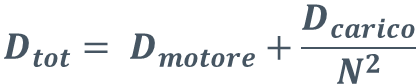 D_tot = D_motore + D_carico / N^2